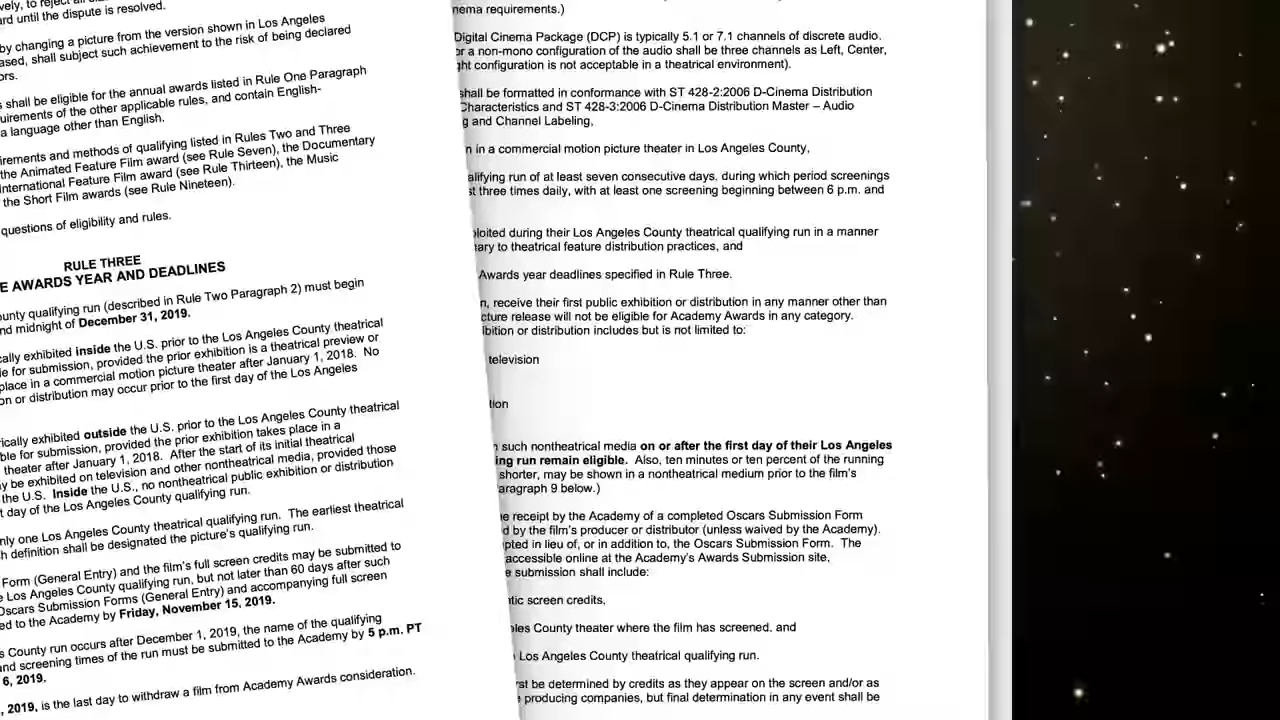 vely, to reject all
ard until the dispute is resolved.
by changing a picture from the version shown in Los Angeles
ased, shall subject such achievement to the risk of being declared
ors.
s shall be eligible for the annual awards listed in Rule One Paragraph
uirements of the other applicable rules, and contain English-
a language other than English.
irements and methods of qualifying listed in Rules Two and Three
the Animated Feature Film award (see Rule Seven), the Documentary
International Feature Film award (see Rule Thirteen), the Music
the Short Film awards (see Rule Nineteen).
questions of eligibility and rules.
RULE THREE
E AWARDS YEAR AND DEADLINES
ounty qualifying run (described in Rule Two Paragraph 2) must begin
nd midnight of December 31, 2019.
cally exhibited inside the U.S. prior to the Los Angeles County theatrical
le for submission, provided the prior exhibition is a theatrical preview or
place in a commercial motion picture theater after January 1, 2018. No
on or distribution may occur prior to the first day of the Los Angeles
rically exhibited outside the U.S. prior to the Los Angeles County theatrical
ble for submission, provided the prior exhibition takes place in a
theater after January 1, 2018. After the start of its initial theatrical
y be exhibited on television and other nontheatrical media, provided those
the U.S. Inside the U.S., no nontheatrical public exhibition or distribution
t day of the Los Angeles County qualifying run.
nly one Los Angeles County theatrical qualifying run. The earliest theatrical
h definition shall be designated the picture's qualifying run.
Form (General Entry) and the film's full screen credits may be submitted to
e Los Angeles County qualifying run, but not later than 60 days after such
Oscars Submission Forms (General Entry) and accompanying full screen
ed to the Academy by Friday, November 15, 2019.
s County run occurs after December 1, 2019, the name of the qualifying
and screening times of the run must be submitted to the Academy by 5 p.m. PT
6, 2019.
, 2019, is the last day to withdraw a film from Academy Awards consideration.
nema requirements.)
Digital Cinema Package (DCP) is typically 5.1 or 7.1 channels of discrete audio.
or a non-mono configuration of the audio shall be three channels as Left, Center,
ght configuration is not acceptable in a theatrical environment).
shall be formatted in conformance with ST 428-2:2006 D-Cinema Distribution
Characteristics and ST 428-3:2006 D-Cinema Distribution Master – Audio
g and Channel Labeling,
n in a commercial motion picture theater in Los Angeles County,
alifying run of at least seven consecutive days, during which period screenings
st three times daily, with at least one screening beginning between 6 p.m. and
loited during their Los Angeles County theatrical qualifying run in a manner
ary to theatrical feature distribution practices, and
Awards year deadlines specified in Rule Three.
n, receive their first public exhibition or distribution in any manner other than
cture release will not be eligible for Academy Awards in any category.
ibition or distribution includes but is not limited to:
television
tion
n such nontheatrical media on or after the first day of their Los Angeles
ing run remain eligible. Also, ten minutes or ten percent of the running
shorter, may be shown in a nontheatrical medium prior to the film's
aragraph 9 below.)
e receipt by the Academy of a completed Oscars Submission Form
d by the film's producer or distributor (unless waived by the Academy).
pted in lieu of, or in addition to, the Oscars Submission Form. The
accessible online at the Academy's Awards Submission site,
e submission shall include:
tic screen credits,
les County theater where the film has screened, and
Los Angeles County theatrical qualifying run.
st be determined by credits as they appear on the screen and/or as
e producing companies, but final determination in any event shall be